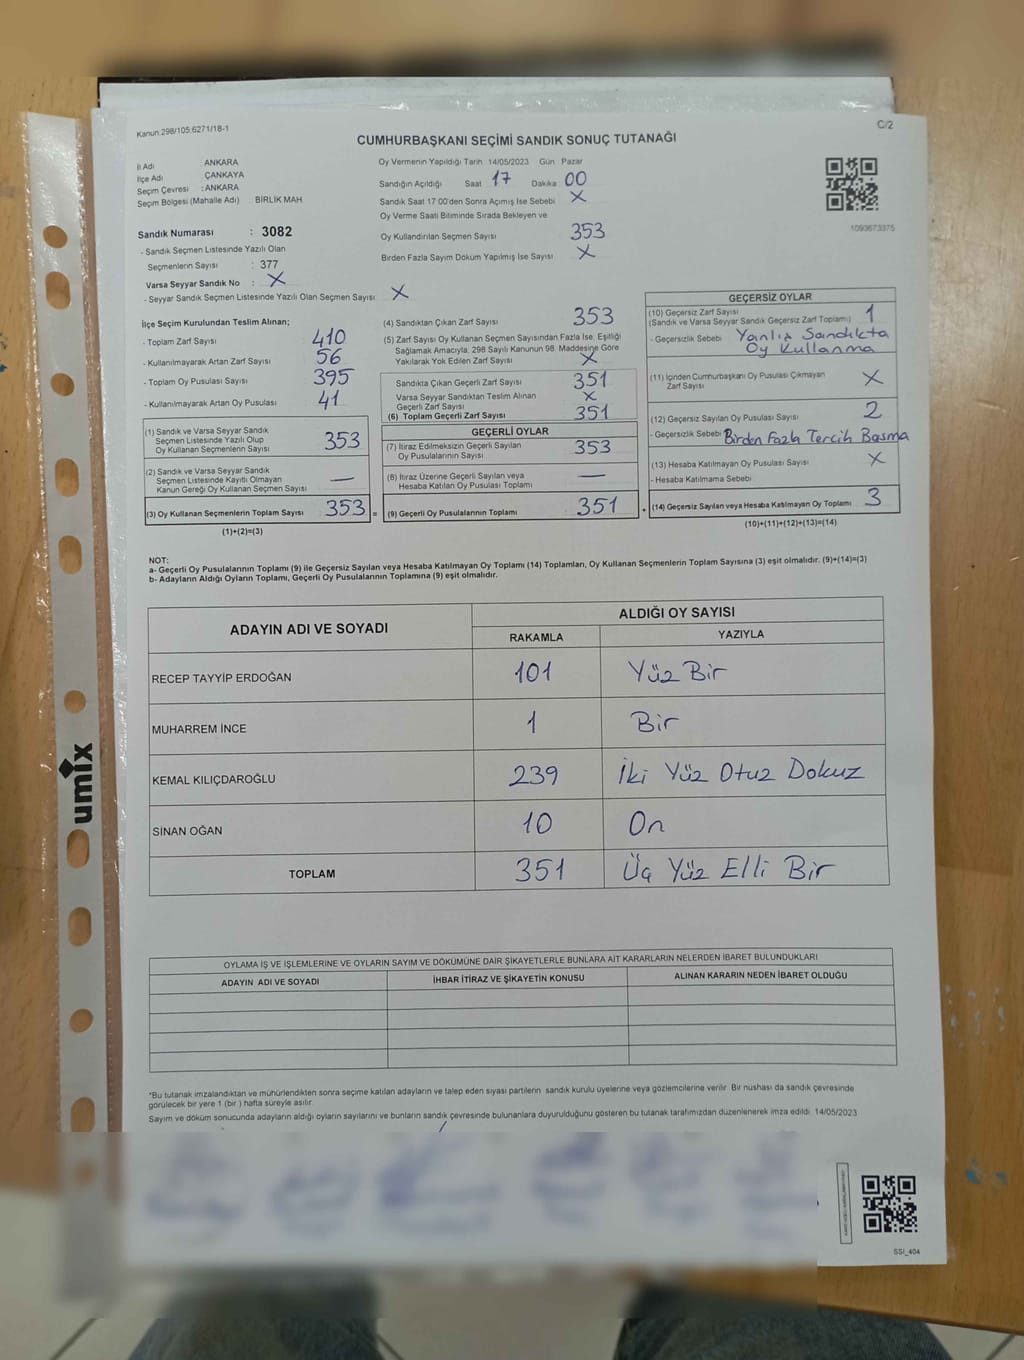 Kanun.298/105;6271/18-1
C/2
CUMHURBAŞKANI SEÇİMİ SANDIK SONUÇ TUTANAĞI
İl Adı ANKARA
İlçe Adı ÇANKAYA
Seçim Çevresi : ANKARA
Seçim Bölgesi (Mahalle Adı) BİRLİK MAH.
Sandık Numarası : 3082
- Sandık Seçmen Listesinde Yazılı Olan
Seçmenlerin Sayısı : 377
Varsa Seyyar Sandık No : X
- Seyyar Sandık Seçmen Listesinde Yazılı Olan Seçmen Sayısı: X
Oy Vermenin Yapıldığı Tarih 14/05/2023 Gün Pazar
Sandığın Açıldığı Saat 17 Dakika 00
Sandık Saat 17.00'den Sonra Açımış İse Sebebi X
Oy Verme Saati Bitiminde Sırada Bekleyen ve
Oy Kullandırılan Seçmen Sayısı 353
Birden Fazla Sayım Döküm Yapılmış İse Sayısı X
1093673375
İlçe Seçim Kurulundan Teslim Alınan;
- Toplam Zarf Sayısı 410
- Kullanılmayarak Artan Zarf Sayısı 56
- Toplam Oy Pusulası Sayısı 395
- Kullanılmayarak Artan Oy Pusulası 41
(1) Sandık ve Varsa Seyyar Sandık
Seçmen Listesinde Yazılı Olup
Oy Kullanan Seçmenlerin Sayısı 353
(2) Sandık ve Varsa Seyyar Sandık
Seçmen Listesinde Kayıtlı Olmayan
Kanun Gereği Oy Kullanan Seçmen Sayısı —
(3) Oy Kullanan Seçmenlerin Toplam Sayısı 353 =
(1)+(2)=(3)
(4) Sandıktan Çıkan Zarf Sayısı 353
(5) Zarf Sayısı Oy Kullanan Seçmen Sayısından Fazla İse, Eşitliği
Sağlamak Amacıyla, 298 Sayılı Kanunun 98. Maddesine Göre
Yakılarak Yok Edilen Zarf Sayısı X
Sandıkta Çıkan Geçerli Zarf Sayısı 351
Varsa Seyyar Sandıktan Teslim Alınan
Geçerli Zarf Sayısı X
(6) Toplam Geçerli Zarf Sayısı 351
GEÇERLİ OYLAR
(7) İtiraz Edilmeksizin Geçerli Sayılan
Oy Pusulalarının Sayısı 353
(8) İtiraz Üzerine Geçerli Sayılan veya
Hesaba Katılan Oy Pusulası Toplamı —
(9) Geçerli Oy Pusulalarının Toplamı 351 +
GEÇERSİZ OYLAR
(10) Geçersiz Zarf Sayısı 1
(Sandık ve Varsa Seyyar Sandık Geçersiz Zarf Toplamı)
- Geçersizlik Sebebi Yanlış Sandıkta
Oy Kullanma
(11) İçinden Cumhurbaşkanı Oy Pusulası Çıkmayan
Zarf Sayısı X
(12) Geçersiz Sayılan Oy Pusulası Sayısı 2
- Geçersizlik Sebebi Birden Fazla Tercih Basma
(13) Hesaba Katılmayan Oy Pusulası Sayısı X
- Hesaba Katılmama Sebebi
(14) Geçersiz Sayılan veya Hesaba Katılmayan Oy Toplamı 3
(10)+(11)+(12)+(13)=(14)
NOT:
a- Geçerli Oy Pusulalarının Toplamı (9) ile Geçersiz Sayılan veya Hesaba Katılmayan Oy Toplamı (14) Toplamları, Oy Kullanan Seçmenlerin Toplam Sayısına (3) eşit olmalıdır. (9)+(14)=(3)
b- Adayların Aldığı Oyların Toplamı, Geçerli Oy Pusulalarının Toplamına (9) eşit olmalıdır.
ADAYIN ADI VE SOYADI ALDIĞI OY SAYISI
RAKAMLA YAZIYLA
RECEP TAYYİP ERDOĞAN 101 Yüz Bir
MUHARREM İNCE 1 Bir
KEMAL KILIÇDAROĞLU 239 İki Yüz Otuz Dokuz
SİNAN OĞAN 10 On
TOPLAM 351 Üç Yüz Elli Bir
umix
OYLAMA İŞ VE İŞLEMLERİNE VE OYLARIN SAYIM VE DÖKÜMÜNE DAİR ŞİKAYETLERLE BUNLARA AİT KARARLARIN NELERDEN İBARET BULUNDUKLARI
ADAYIN ADI VE SOYADI İHBAR İTİRAZ VE ŞİKAYETİN KONUSU ALINAN KARARIN NEDEN İBARET OLDUĞU
*Bu tutanak imzalandıktan ve mühürlendikten sonra seçime katılan adayların ve talep eden siyasi partilerin sandık kurulu üyelerine veya gözlemcilerine verilir. Bir nüshası da sandık çevresinde
görülecek bir yere 1 (bir ) hafta süreyle asılır.
Sayım ve döküm sonucunda adayların aldığı oyların sayılarını ve bunların sandık çevresinde bulunanlara duyurulduğunu gösteren bu tutanak tarafımızdan düzenlenerek imza edildi. 14/05/2023
SSI_404